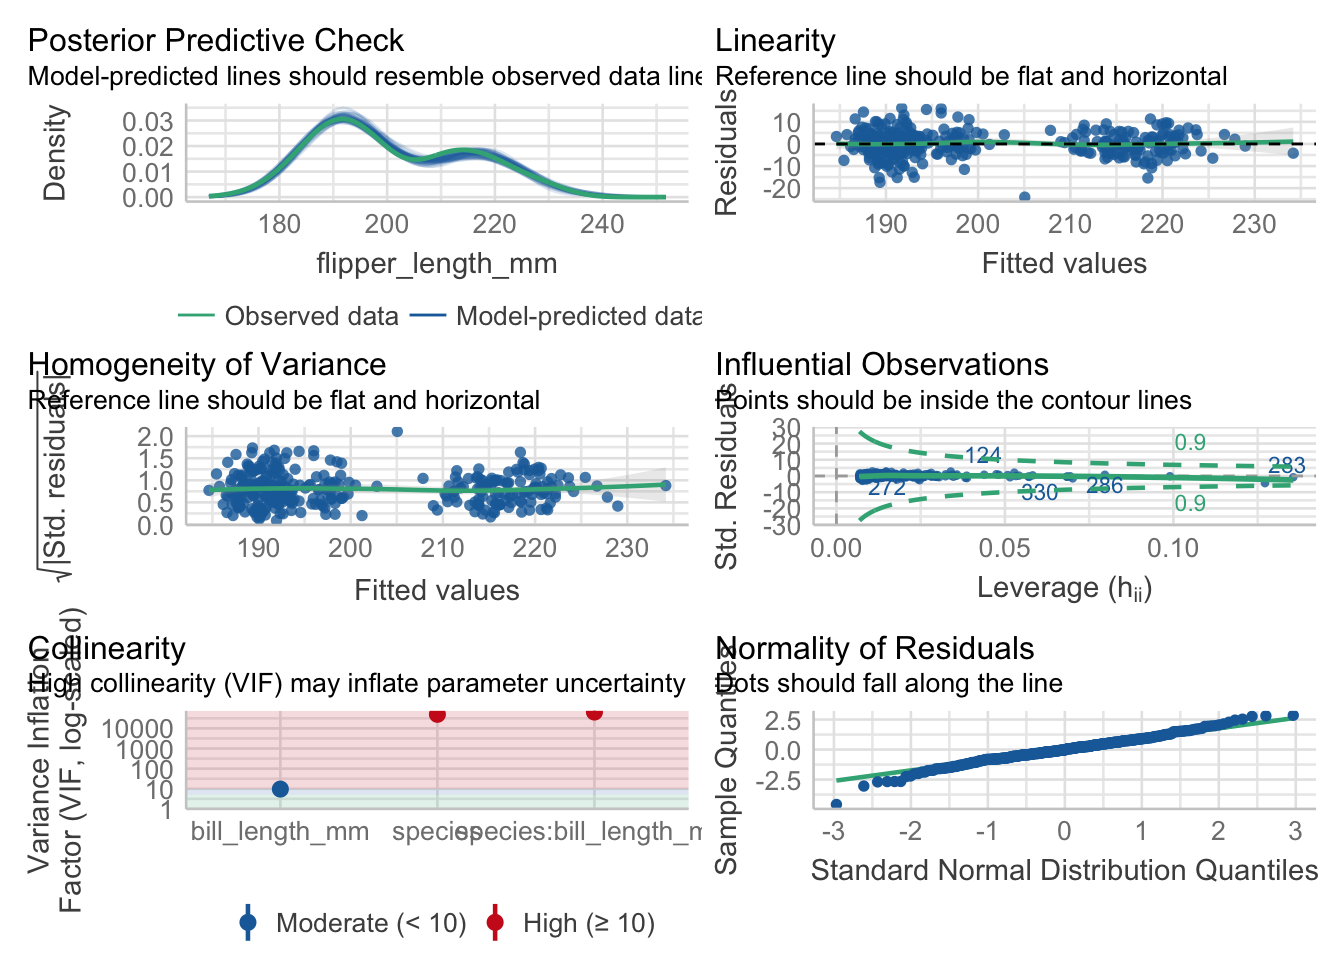 Posterior Predictive Check
Model-predicted lines should resemble observed data line
Density
0.03
0.02
0.01
0.00
180 200 220 240
flipper_length_mm
Observed data Model-predicted data
Linearity
Reference line should be flat and horizontal
Residuals
10
0
-10
-20
190 200 210 220 230
Fitted values
Homogeneity of Variance
Reference line should be flat and horizontal
√|Std. residuals|
2.0
1.5
1.0
0.5
0.0
190 200 210 220 230
Fitted values
Influential Observations
Points should be inside the contour lines
Std. Residuals
30
20
10
0
-10
-20
-30
0.9
124
283
272
330
286
0.9
0.00 0.05 0.10
Leverage (hii)
Collinearity
High collinearity (VIF) may inflate parameter uncertainty
Variance Inflation
Factor (VIF, log-scaled)
10000
1000
100
10
1
bill_length_mm species species:bill_length_m
Moderate (< 10) High (≥ 10)
Normality of Residuals
Dots should fall along the line
Sample Quantiles
2.5
0.0
-2.5
-3 -2 -1 0 1 2 3
Standard Normal Distribution Quantiles